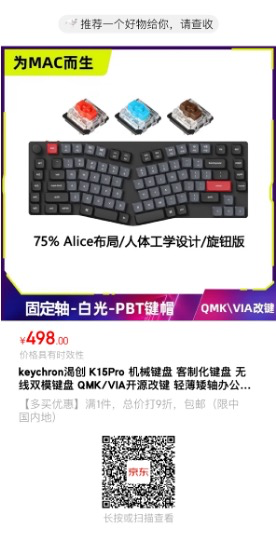 推荐一个好物给你，请查收
为MAC而生
75% Alice布局/人体工学设计/旋钮版
固定轴-白光-PBT键帽
QMK\VIA改键
¥498.00
价格具有时效性
keychron渴创 K15Pro 机械键盘 客制化键盘 无
线双模键盘 QMK/VIA开源改键 轻薄矮轴办公...
【多买优惠】满1件，总价打9折，包邮（限中
国内地）
京东
长按或扫描查看